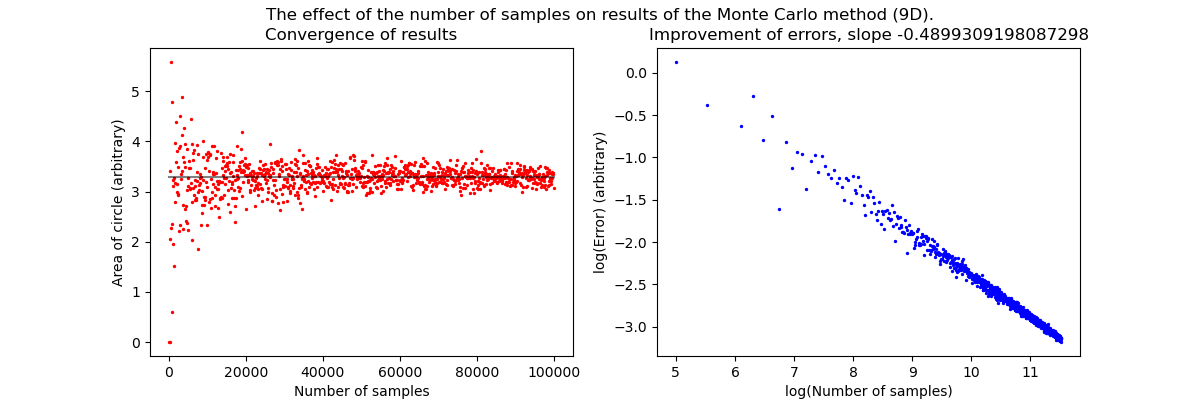 The effect of the number of samples on results of the Monte Carlo method (9D).
Convergence of results
Improvement of errors, slope -0.4899309198087298
Area of circle (arbitrary)
5
4
3
2
1
0
0 20000 40000 60000 80000 100000
Number of samples
log(Error) (arbitrary)
0.0
−0.5
−1.0
−1.5
−2.0
−2.5
−3.0
5 6 7 8 9 10 11
log(Number of samples)